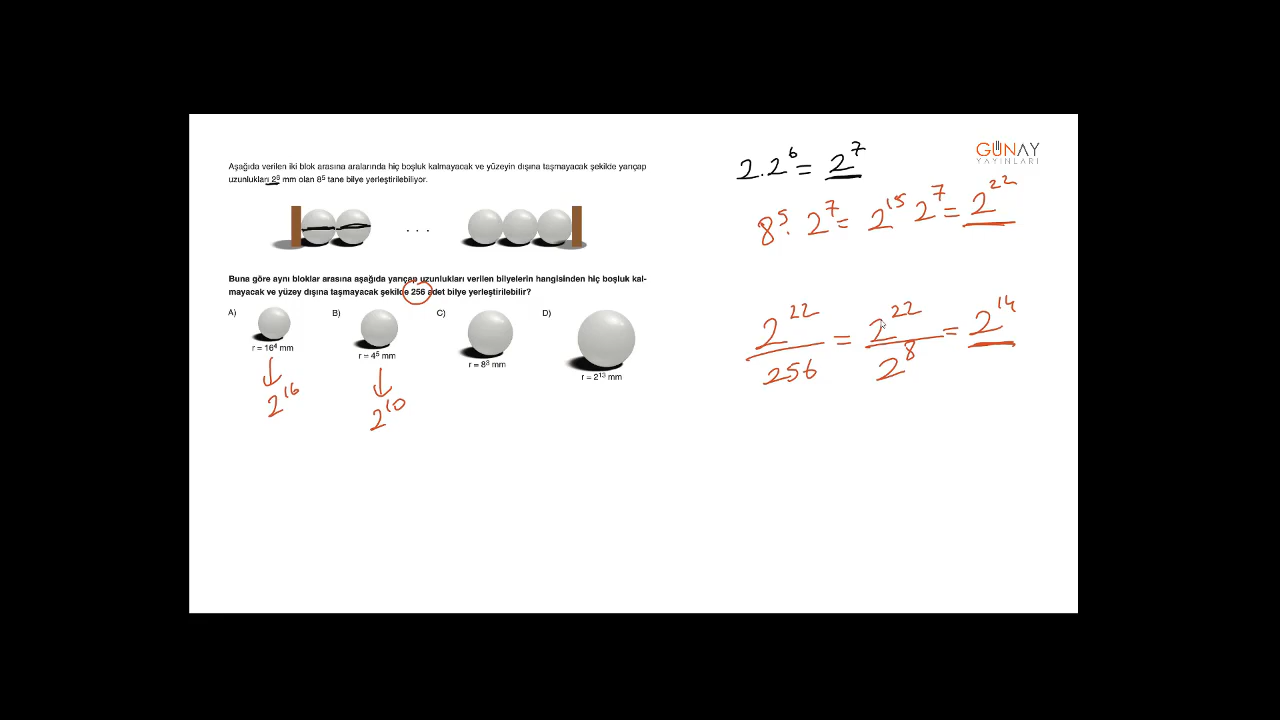 Aşağıda verilen iki blok arasına aralarında hiç boşluk kalmayacak ve yüzeyin dışına taşmayacak şekilde yarıçap
uzunlukları 2⁶ mm olan 8⁵ tane bilye yerleştirilebiliyor.
. . .
Buna göre aynı bloklar arasına aşağıda yarıçap uzunlukları verilen bilyelerin hangisinden hiç boşluk kal-
mayacak ve yüzey dışına taşmayacak şekilde 256 adet bilye yerleştirilebilir?
A) B) C) D)
r = 16⁴ mm
r = 4⁵ mm
r = 8³ mm
r = 2¹³ mm
2¹⁶
2¹⁰
GÜNAY
YAYINLARI
2.2⁶ = 2⁷
8⁵. 2⁷ = 2¹⁵ 2⁷ = 2²²
2²²/256 = 2²²/2⁸ = 2¹⁴